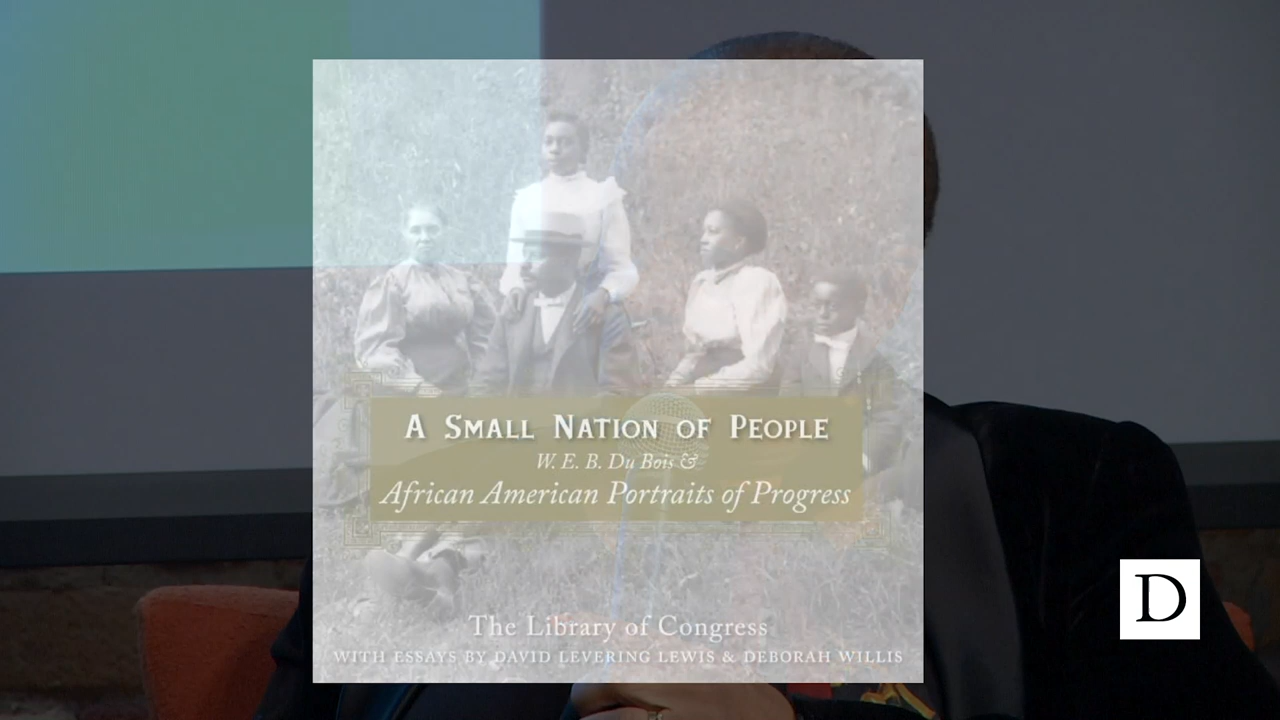 A Small Nation of People
W. E. B. Du Bois &
African American Portraits of Progress
The Library of Congress
WITH ESSAYS BY DAVID LEVERING LEWIS & DEBORAH WILLIS
D